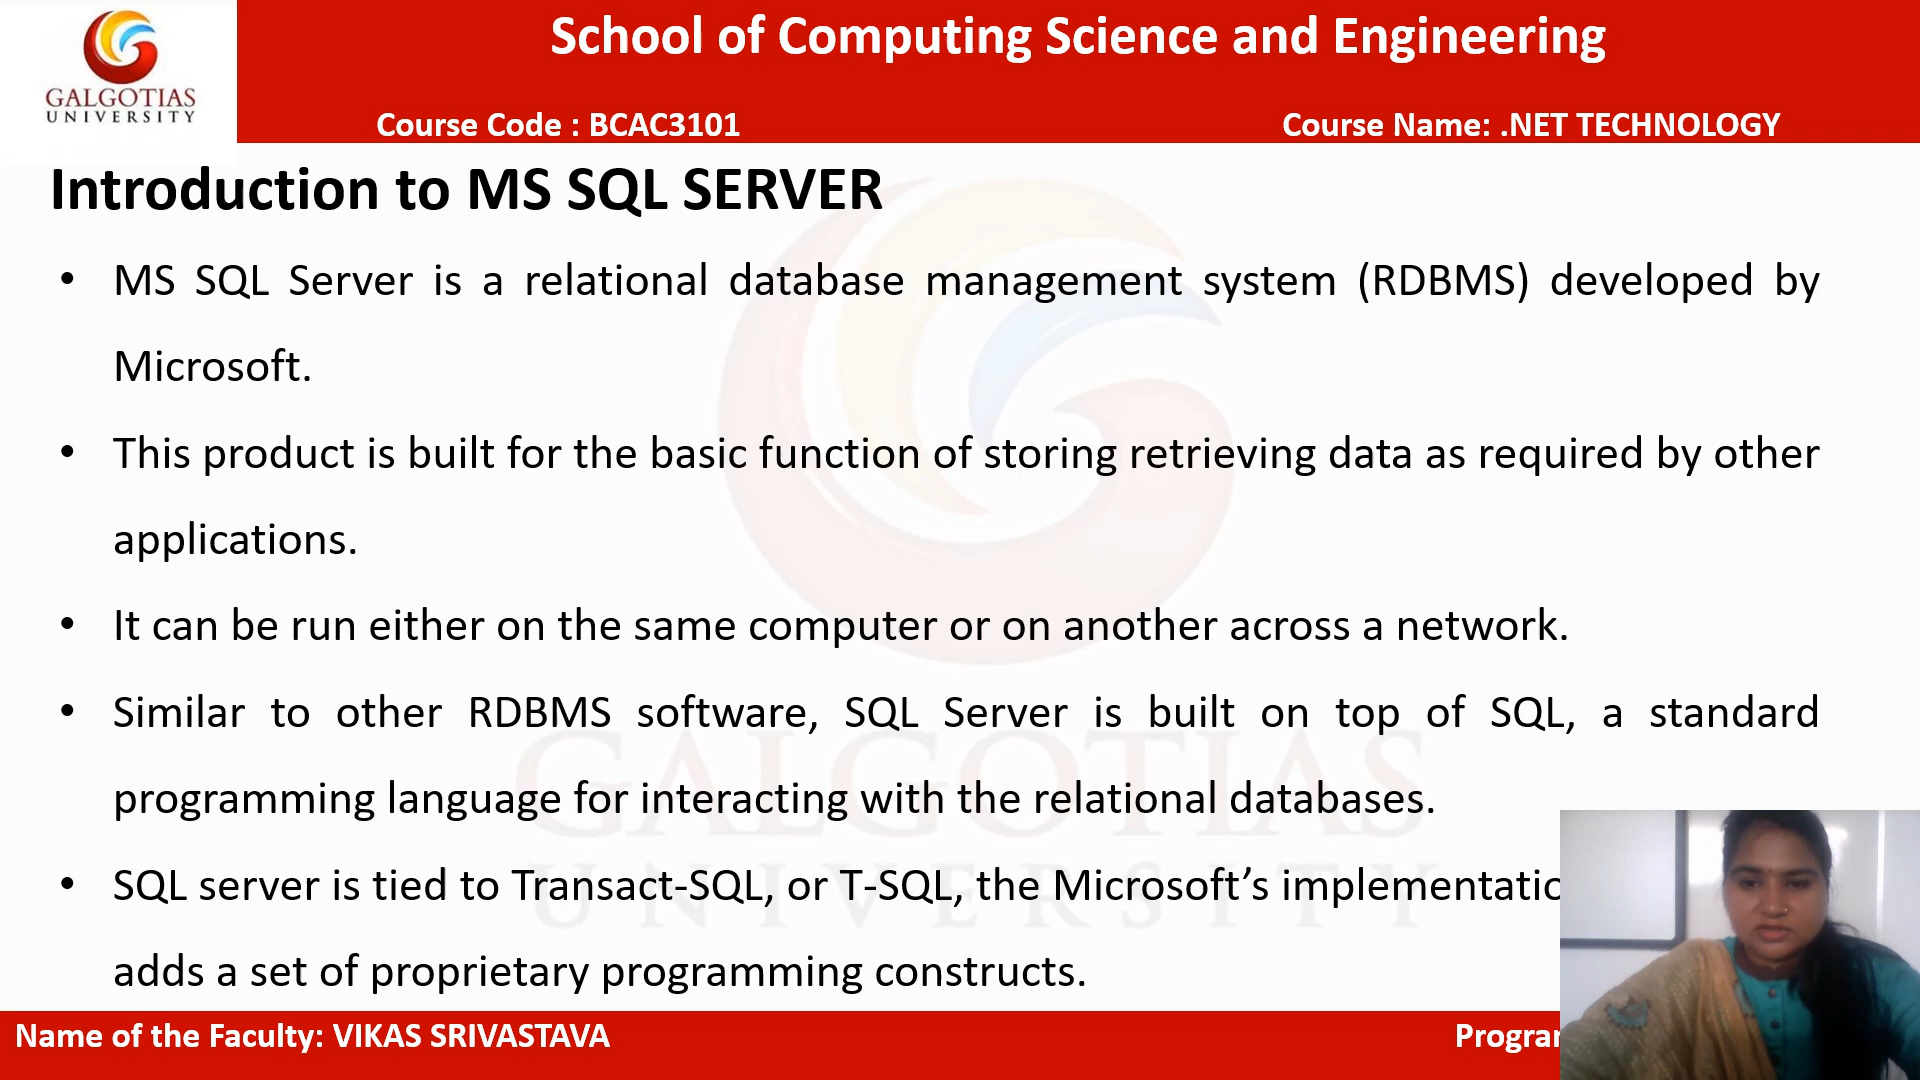 GALGOTIAS
UNIVERSITY
School of Computing Science and Engineering
Course Code : BCAC3101
Course Name: .NET TECHNOLOGY
Introduction to MS SQL SERVER
• MS SQL Server is a relational database management system (RDBMS) developed by
Microsoft.
• This product is built for the basic function of storing retrieving data as required by other
applications.
• It can be run either on the same computer or on another across a network.
• Similar to other RDBMS software, SQL Server is built on top of SQL, a standard
programming language for interacting with the relational databases.
• SQL server is tied to Transact-SQL, or T-SQL, the Microsoft’s
adds a set of proprietary programming constructs.
GALGOTIAS
UNIVERSITY
Name of the Faculty: VIKAS SRIVASTAVA